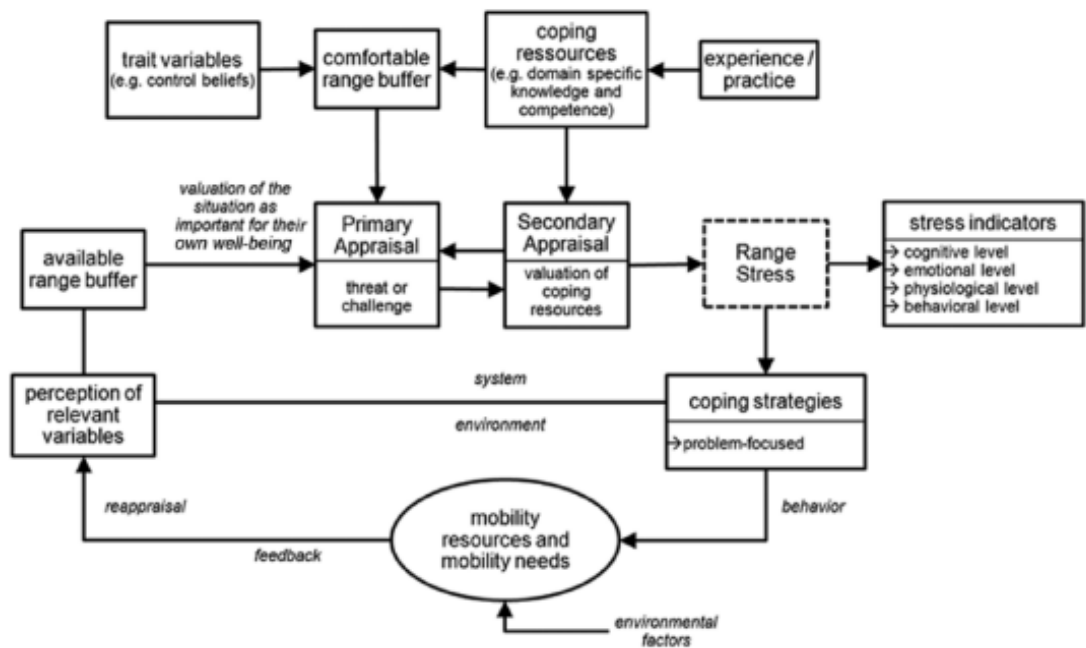 trait variables
(e.g. control beliefs)
comfortable
range buffer
coping
ressources
(e.g. domain specific
knowledge and
competence)
experience /
practice
valuation of the
situation as
important for their
own well-being
available
range buffer
Primary
Appraisal
threat or
challenge
Secondary
Appraisal
valuation of
coping
resources
Range
Stress
stress indicators
→ cognitive level
→ emotional level
→ physiological level
→ behavioral level
perception of
relevant
variables
system
environment
coping strategies
→ problem-focused
reappraisal
feedback
mobility
resources and
mobility needs
behavior
environmental
factors